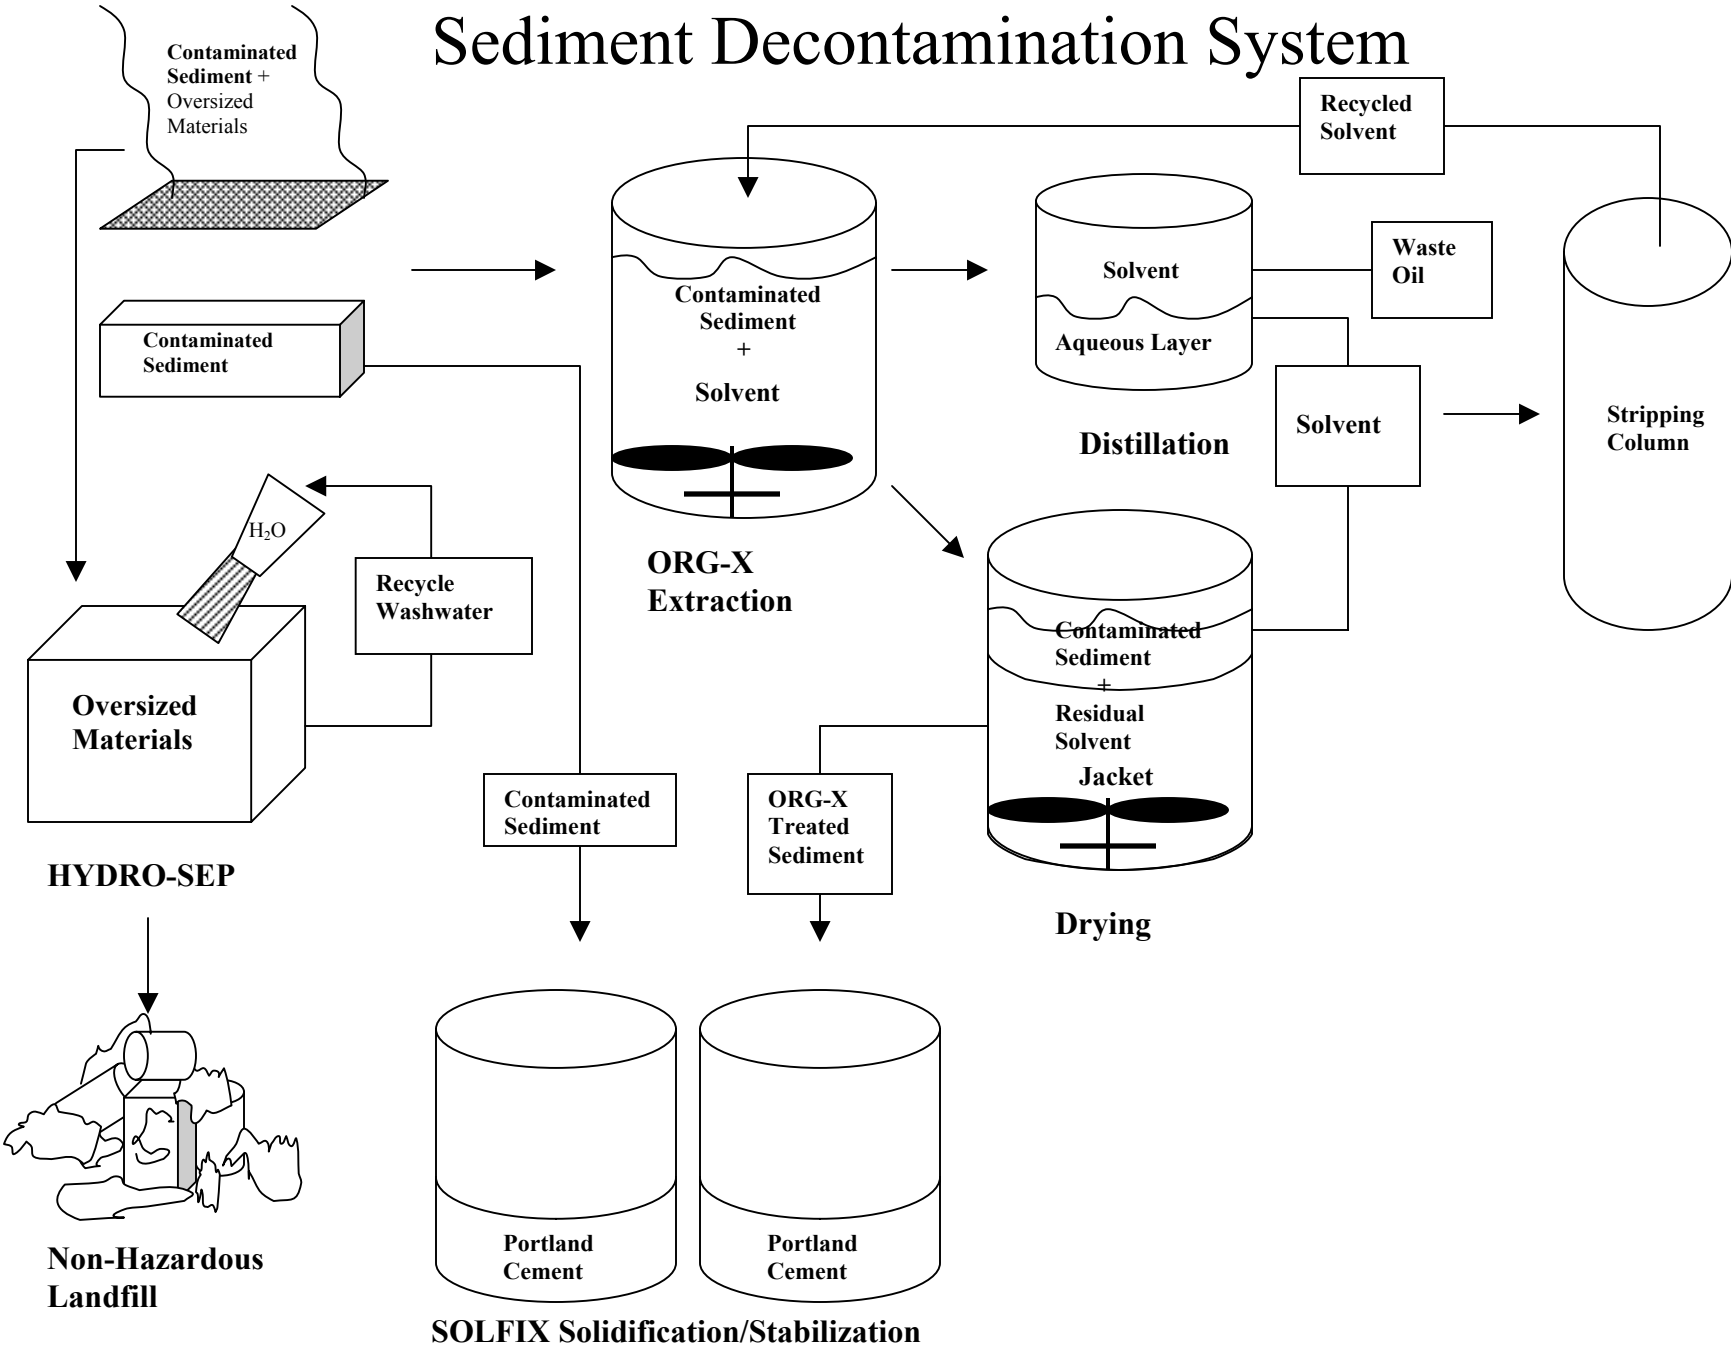 Sediment Decontamination System
Contaminated
Sediment +
Oversized
Materials
Recycled
Solvent
Contaminated
Sediment
Contaminated
Sediment
+
Solvent
ORG-X
Extraction
Solvent
Aqueous Layer
Distillation
Waste
Oil
Solvent
Stripping
Column
H₂O
Recycle
Washwater
Oversized
Materials
HYDRO-SEP
Contaminated
Sediment
+
Residual
Solvent
Jacket
Drying
Contaminated
Sediment
ORG-X
Treated
Sediment
Non-Hazardous
Landfill
Portland
Cement
Portland
Cement
SOLFIX Solidification/Stabilization